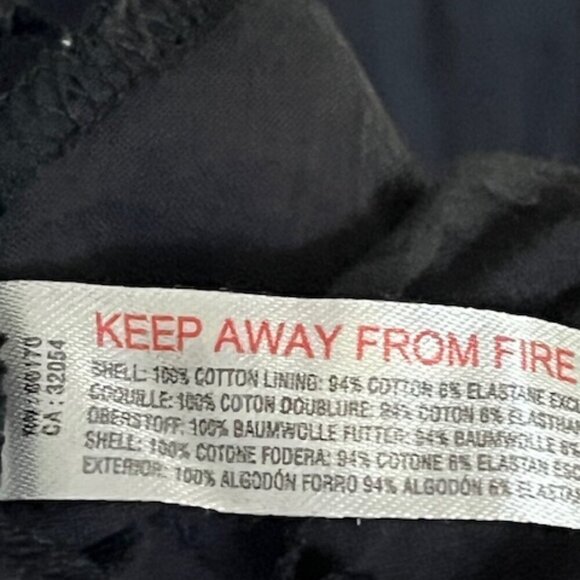 KEEP AWAY FROM FIRE
SHELL: 100% COTTON LINING: 94% COTTON 6% ELASTANE
COQUILLE: 100% COTON DOUBLURE: 94% COTON 6%
OBERSTOFF: 100% BAUMWOLLE FUTTER: 94% BAUMWOLLE 6%
SHELL: 100% COTONE FODERA: 94% COTONE 6% ELASTAN
EXTERIOR: 100% ALGODÓN FORRO 94% ALGODÓN 6%
CA: 32054